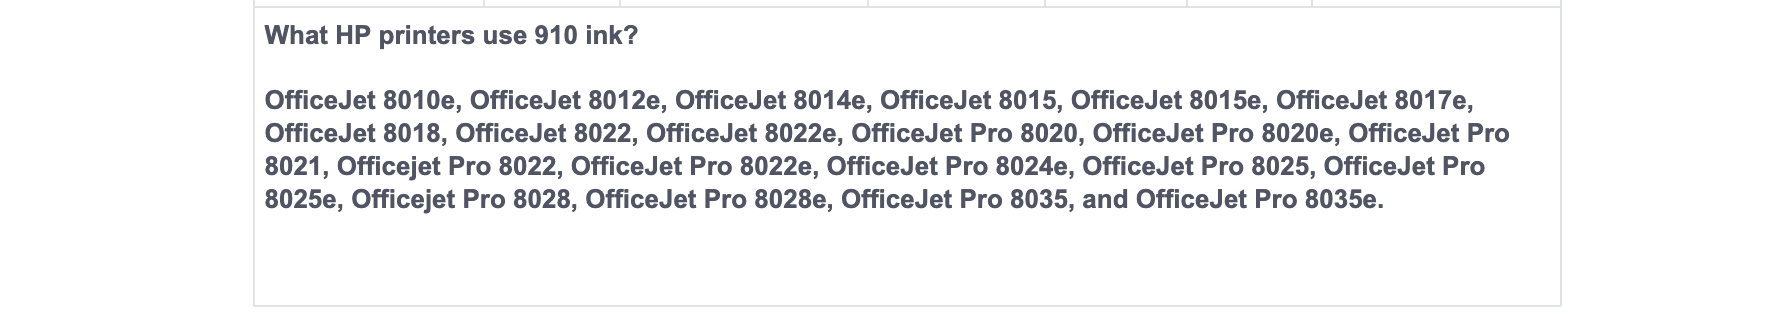 What HP printers use 910 ink?
OfficeJet 8010e, OfficeJet 8012e, OfficeJet 8014e, OfficeJet 8015, OfficeJet 8015e, OfficeJet 8017e,
OfficeJet 8018, OfficeJet 8022, OfficeJet 8022e, OfficeJet Pro 8020, OfficeJet Pro 8020e, OfficeJet Pro
8021, Officejet Pro 8022, OfficeJet Pro 8022e, OfficeJet Pro 8024e, OfficeJet Pro 8025, OfficeJet Pro
8025e, Officejet Pro 8028, OfficeJet Pro 8028e, OfficeJet Pro 8035, and OfficeJet Pro 8035e.